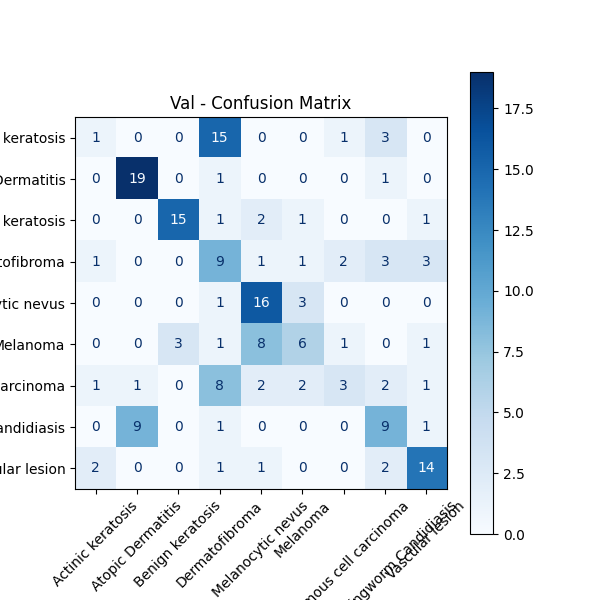 Val - Confusion Matrix
keratosis 1 0 0 15 0 0 1 3 0
Dermatitis 0 19 0 1 0 0 0 1 0
keratosis 0 0 15 1 2 1 0 0 1
tofibroma 1 0 0 9 1 1 2 3 3
tic nevus 0 0 0 1 16 3 0 0 0
Melanoma 0 0 3 1 8 6 1 0 1
arcinoma 1 1 0 8 2 2 3 2 1
andidiasis 0 9 0 1 0 0 0 9 1
ular lesion 2 0 0 1 1 0 0 2 14
Actinic keratosis
Atopic Dermatitis
Benign keratosis
Dermatofibroma
Melanocytic nevus
Melanoma
mous cell carcinoma
ngworm Candidiasis
Vascular lesion
17.5
15.0
12.5
10.0
7.5
5.0
2.5
0.0